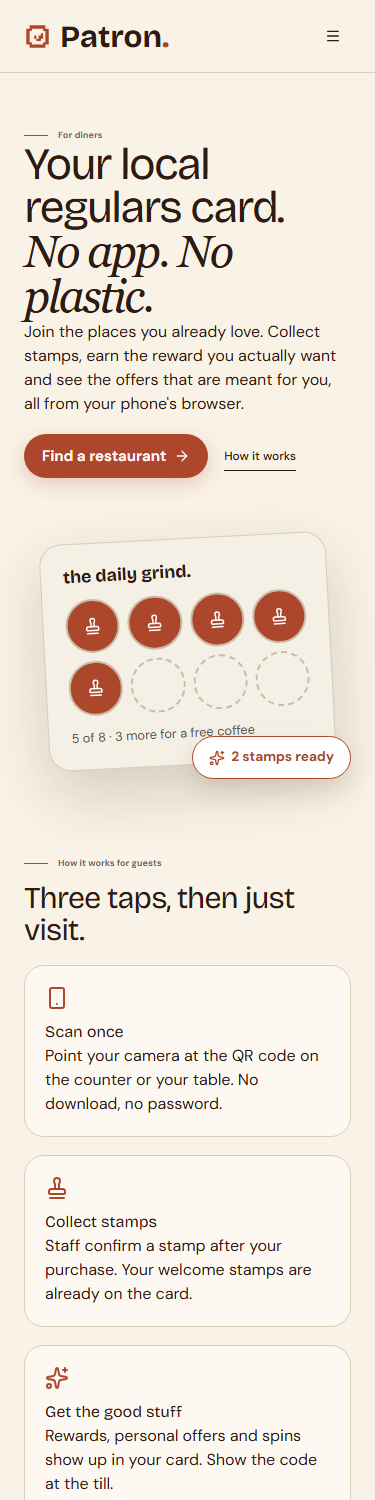 Patron.
For diners
Your local
regulars card.
No app. No
plastic.
Join the places you already love. Collect
stamps, earn the reward you actually want
and see the offers that are meant for you,
all from your phone's browser.
Find a restaurant
How it works
the daily grind.
5 of 8 · 3 more for a free coffee
2 stamps ready
How it works for guests
Three taps, then just
visit.
Scan once
Point your camera at the QR code on
the counter or your table. No
download, no password.
Collect stamps
Staff confirm a stamp after your
purchase. Your welcome stamps are
already on the card.
Get the good stuff
Rewards, personal offers and spins
show up in your card. Show the code
at the till.